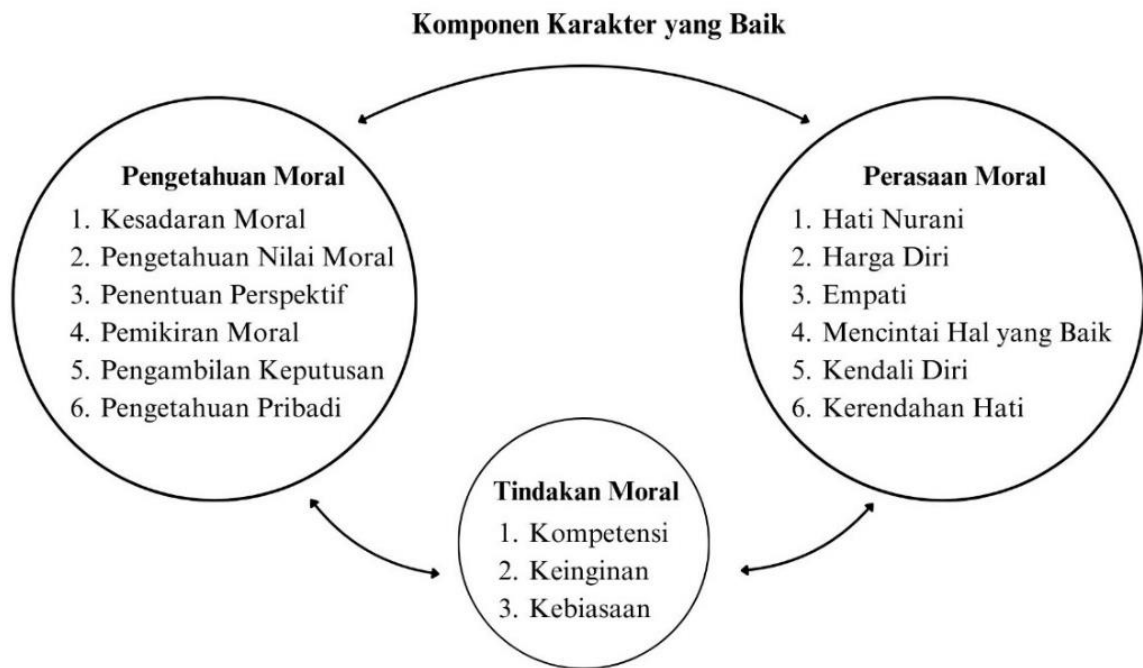 Komponen Karakter yang Baik
Pengetahuan Moral
1. Kesadaran Moral
2. Pengetahuan Nilai Moral
3. Penentuan Perspektif
4. Pemikiran Moral
5. Pengambilan Keputusan
6. Pengetahuan Pribadi
Perasaan Moral
1. Hati Nurani
2. Harga Diri
3. Empati
4. Mencintai Hal yang Baik
5. Kendali Diri
6. Kerendahan Hati
Tindakan Moral
1. Kompetensi
2. Keinginan
3. Kebiasaan